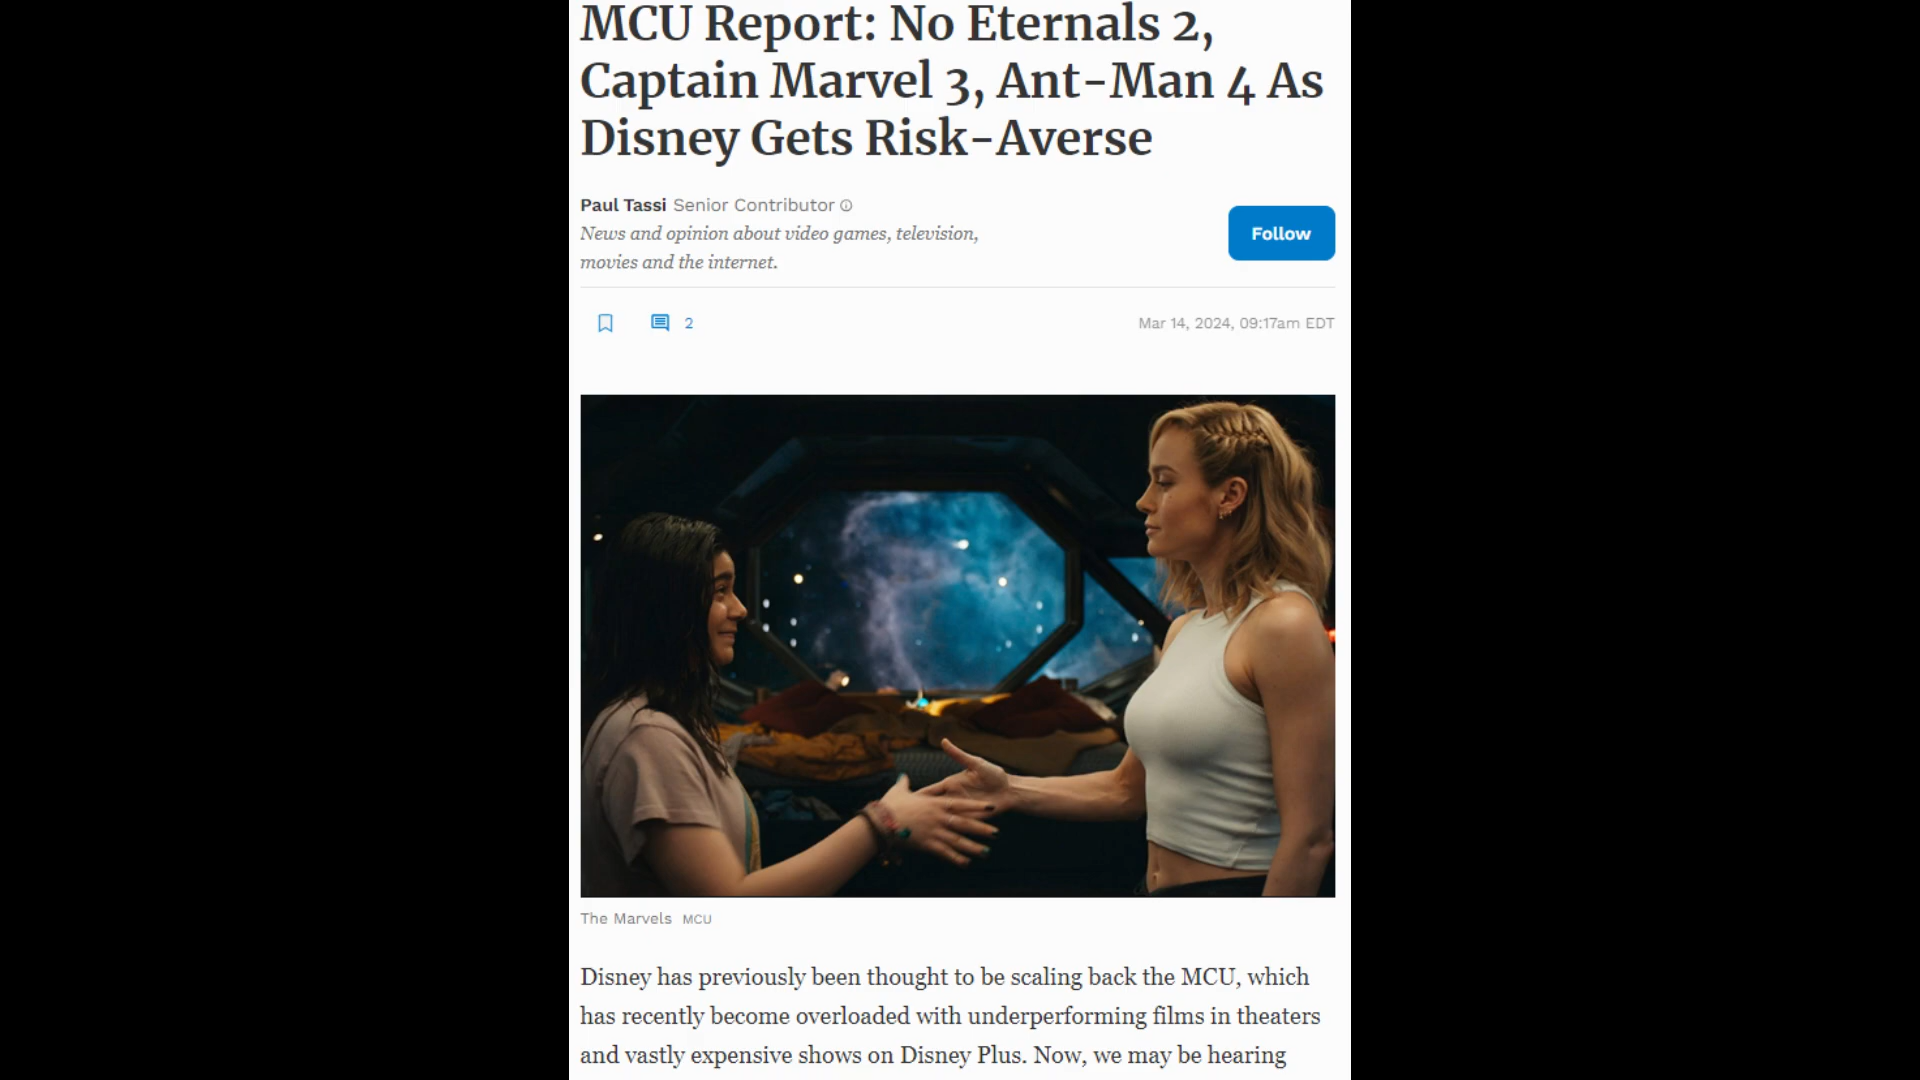 MCU Report: No Eternals 2,
Captain Marvel 3, Ant-Man 4 As
Disney Gets Risk-Averse
Paul Tassi Senior Contributor
News and opinion about video games, television,
movies and the internet.
Follow
2
Mar 14, 2024, 09:17am EDT
The Marvels MCU
Disney has previously been thought to be scaling back the MCU, which
has recently become overloaded with underperforming films in theaters
and vastly expensive shows on Disney Plus. Now, we may be hearing